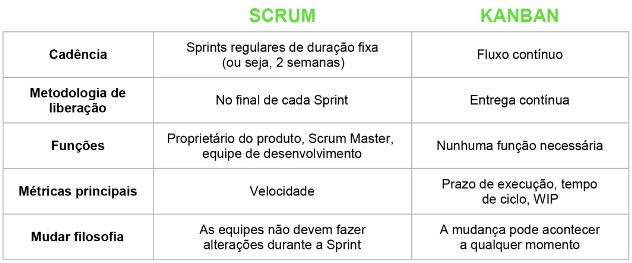 SCRUM KANBAN
Cadência
Sprints regulares de duração fixa
(ou seja, 2 semanas)
Fluxo contínuo
Metodologia de
liberação
No final de cada Sprint
Entrega contínua
Funções
Proprietário do produto, Scrum Master,
equipe de desenvolvimento
Nenhuma função necessária
Métricas principais
Velocidade
Prazo de execução, tempo
de ciclo, WIP
Mudar filosofia
As equipes não devem fazer
alterações durante a Sprint
A mudança pode acontecer
a qualquer momento